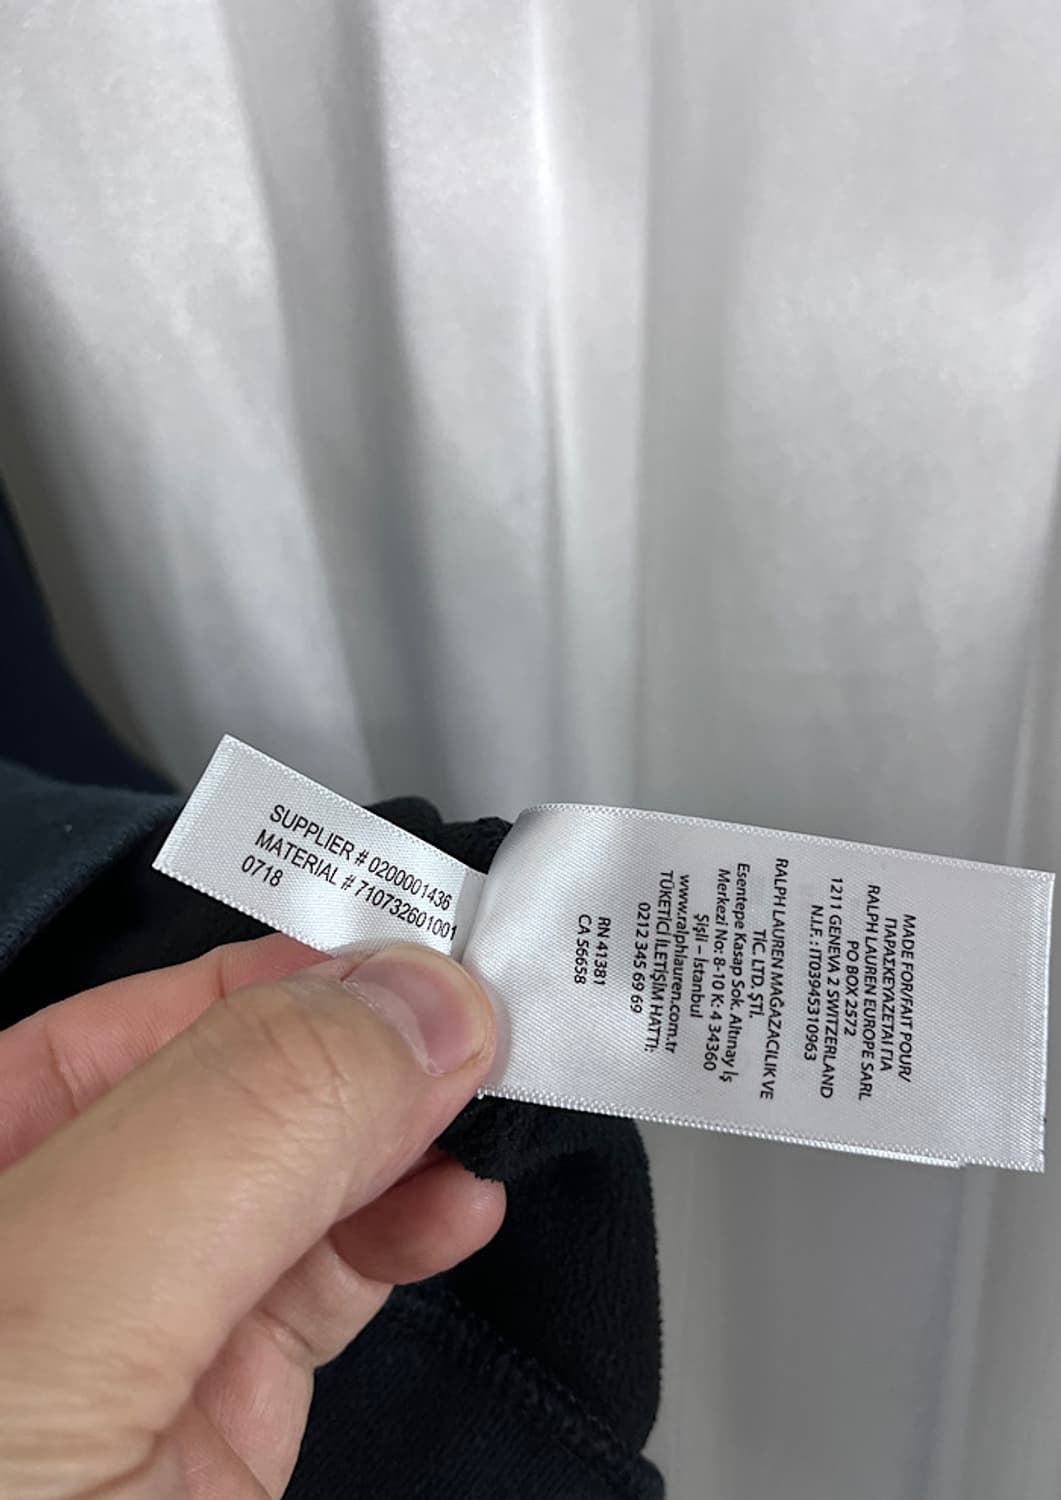 SUPPLIER # 0200001436
MATERIAL # 710732601001
0718
MADE FOR/FAIT POUR/
ΠΑΡΑΣΚΕΥΑΖΕΤΑΙ ΓΙΑ
RALPH LAUREN EUROPE SARL
PO BOX 2572
1211 GENEVA 2 SWITZERLAND
N.I.F. : IT03945310963
RALPH LAUREN MAĞAZACILIK VE
TİC. LTD. ŞTİ.
Esentepe Kasap Sok. Altınay İş
Merkezi No: 8-10 K: 4 34360
Şişli – İstanbul
www.ralphlauren.com.tr
TÜKETİCİ İLETİŞİM HATTI:
0212 345 69 69
RN 41381
CA 56658